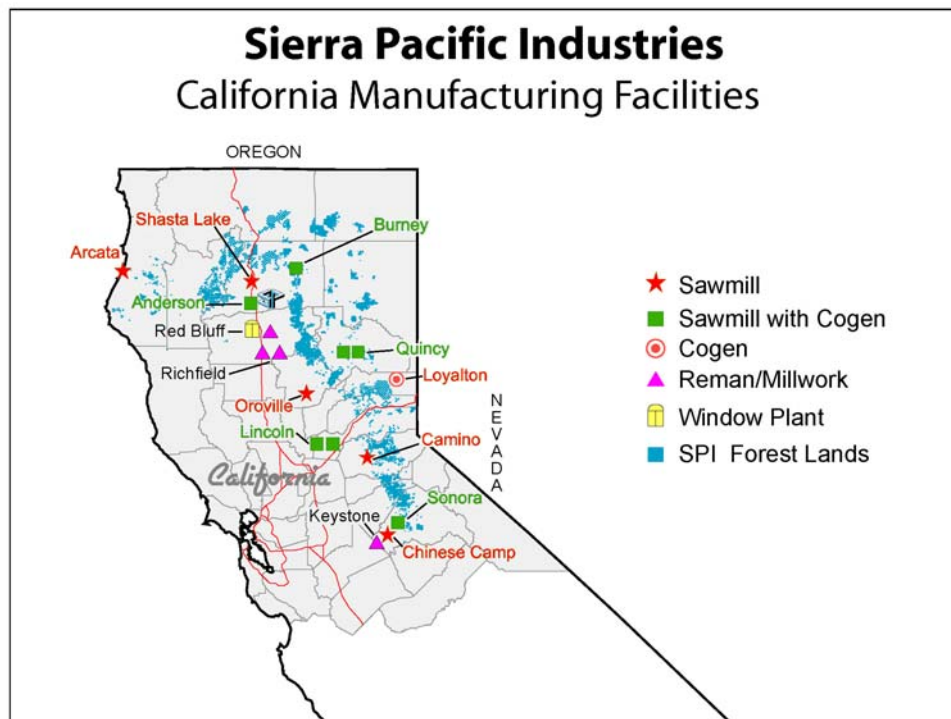 Sierra Pacific Industries
California Manufacturing Facilities
OREGON
Shasta Lake
Burney
Arcata
Anderson
Red Bluff
Richfield
Quincy
Loyalton
Oroville
Lincoln
Camino
California
NEVADA
Sonora
Keystone
Chinese Camp
Sawmill
Sawmill with Cogen
Cogen
Reman/Millwork
Window Plant
SPI Forest Lands